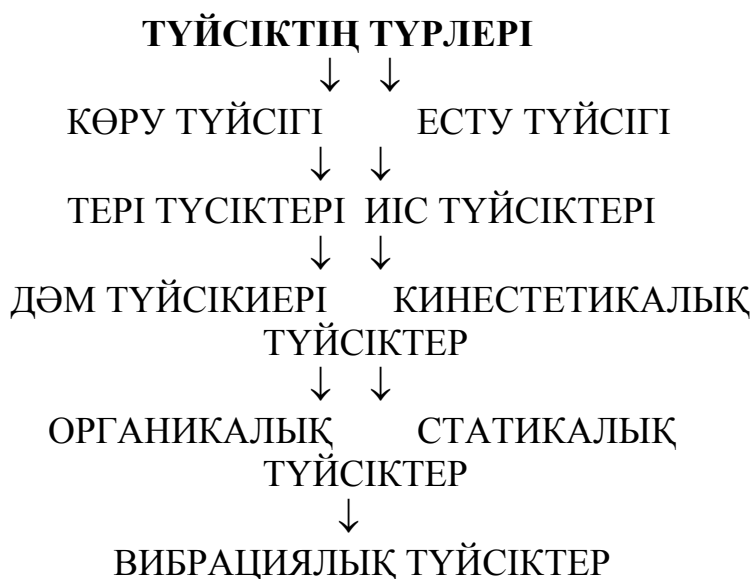 ТҮЙСІКТІҢ ТҮРЛЕРІ
↓ ↓
КӨРУ ТҮЙСІГІ ЕСТУ ТҮЙСІГІ
↓ ↓
ТЕРІ ТҮСІКТЕРІ ИІС ТҮЙСІКТЕРІ
↓ ↓
ДӘМ ТҮЙСІКИЕРІ КИНЕСТЕТИКАЛЫҚ
ТҮЙСІКТЕР
↓ ↓
ОРГАНИКАЛЫҚ СТАТИКАЛЫҚ
ТҮЙСІКТЕР
↓
ВИБРАЦИЯЛЫҚ ТҮЙСІКТЕР